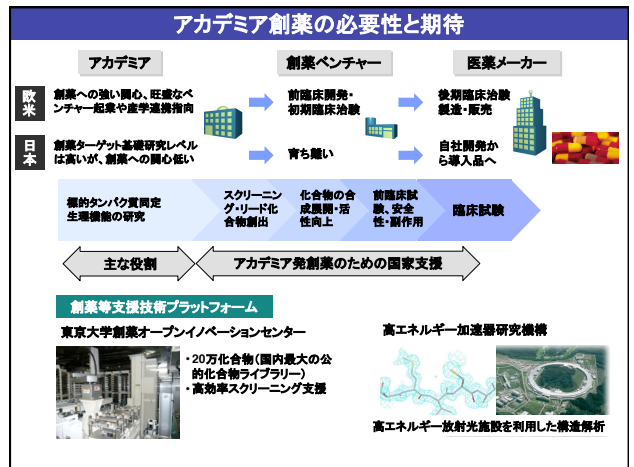 アカデミア創薬の必要性と期待
アカデミア
創薬ベンチャー
医薬メーカー
欧米
創薬への強い関心、旺盛なベ
ンチャー起業や産学連携指向
前臨床開発・
初期臨床治験
後期臨床治験
製造・販売
日本
創薬ターゲット基礎研究レベル
は高いが、創薬への関心低い
育ち難い
自社開発か
ら導入品へ
標的タンパク質同定
生理機能の研究
スクリーニン
グ・リード化
合物創出
化合物の合
成展開・活
性向上
前臨床試
験、安全
性・副作用
臨床試験
主な役割
アカデミア発創薬のための国家支援
創薬等支援技術プラットフォーム
東京大学創薬オープンイノベーションセンター
・20万化合物(国内最大の公
的化合物ライブラリー)
・高効率スクリーニング支援
高エネルギー加速器研究機構
高エネルギー放射光施設を利用した構造解析